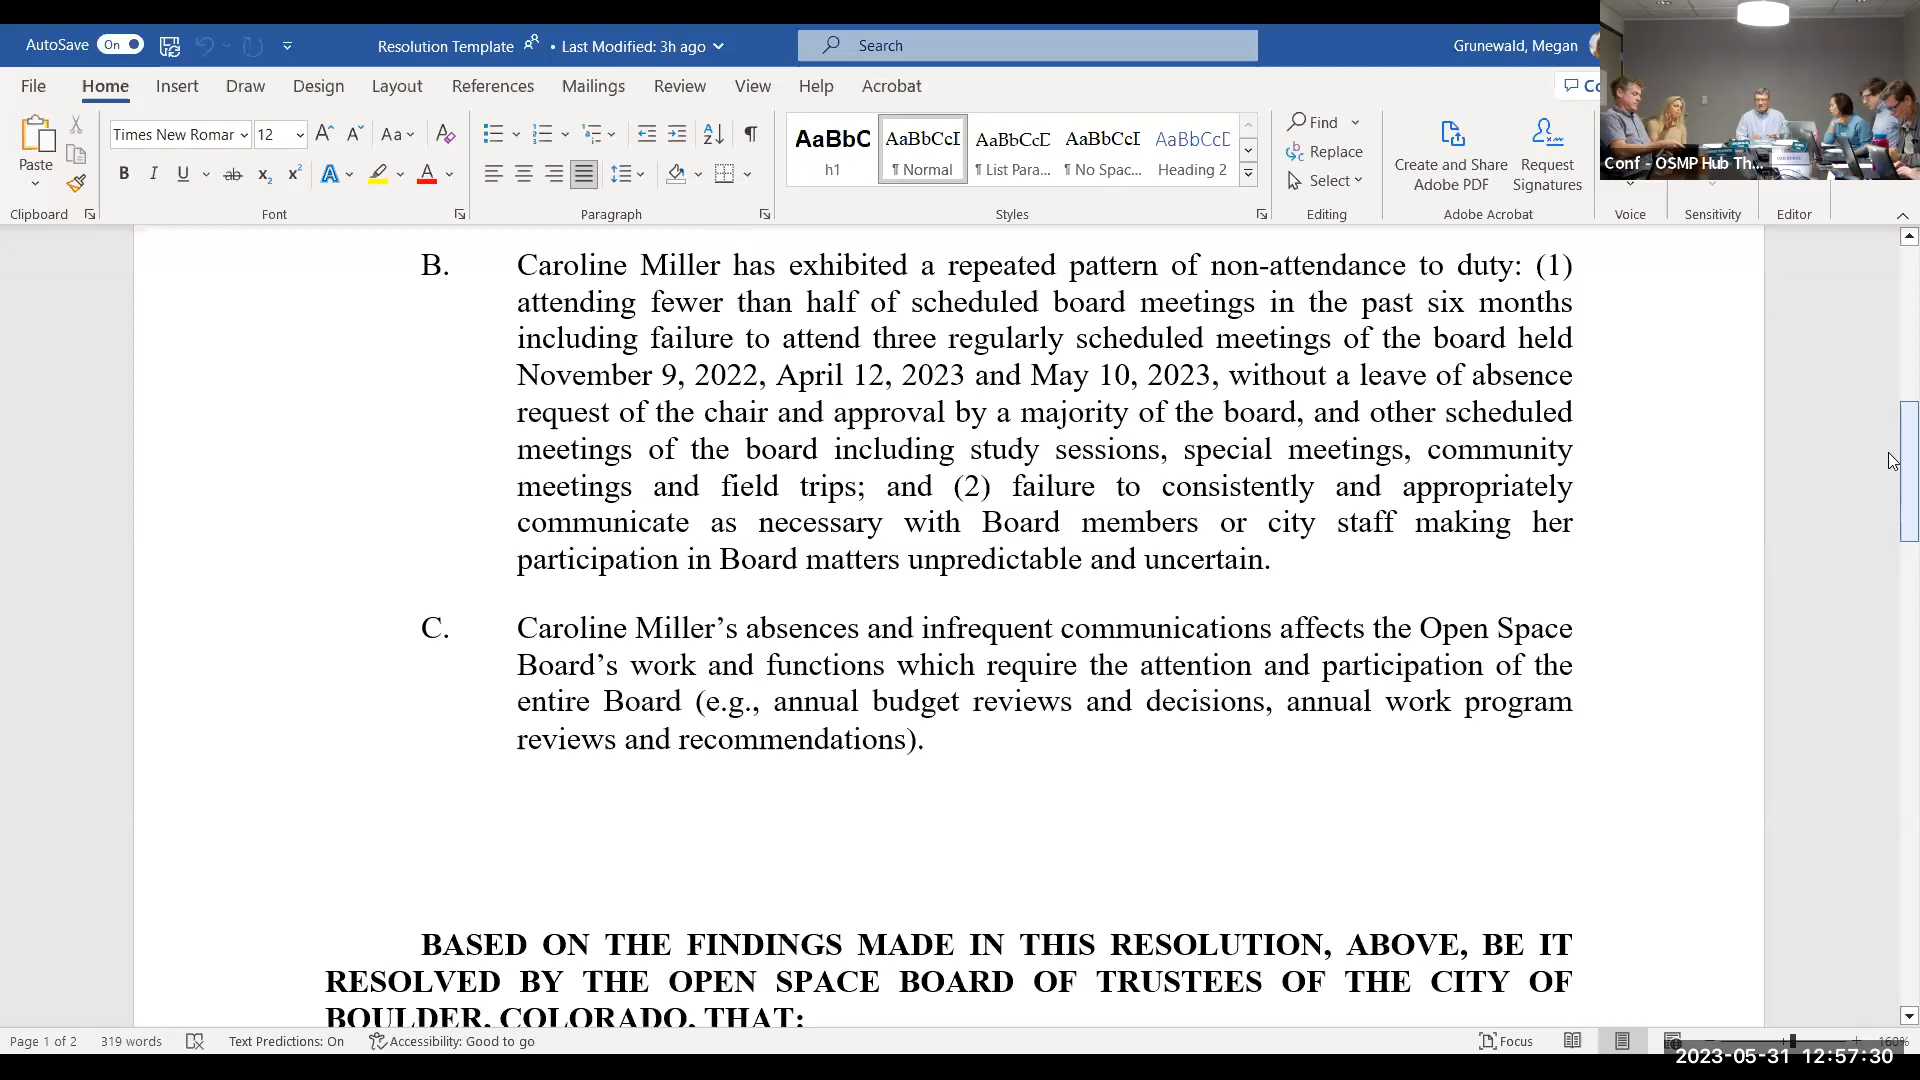 AutoSave On Resolution Template • Last Modified: 3h ago Search Grunewald, Megan
File Home Insert Draw Design Layout References Mailings Review View Help Acrobat
Times New Roman 12 Aa
Paste
B I U ab x₂ x²
AaBbC AaBbCcI AaBbCcD AaBbCcI AaBbCcD
h1 ¶ Normal ¶ List Para... ¶ No Spac... Heading 2
Find
Replace
Select
Create and Share Adobe PDF
Request Signatures
Conf - OSMP Hub Th...
Clipboard Font Paragraph Styles Editing Adobe Acrobat Voice Sensitivity Editor
B. Caroline Miller has exhibited a repeated pattern of non-attendance to duty: (1)
attending fewer than half of scheduled board meetings in the past six months
including failure to attend three regularly scheduled meetings of the board held
November 9, 2022, April 12, 2023 and May 10, 2023, without a leave of absence
request of the chair and approval by a majority of the board, and other scheduled
meetings of the board including study sessions, special meetings, community
meetings and field trips; and (2) failure to consistently and appropriately
communicate as necessary with Board members or city staff making her
participation in Board matters unpredictable and uncertain.
C. Caroline Miller’s absences and infrequent communications affects the Open Space
Board’s work and functions which require the attention and participation of the
entire Board (e.g., annual budget reviews and decisions, annual work program
reviews and recommendations).
BASED ON THE FINDINGS MADE IN THIS RESOLUTION, ABOVE, BE IT
RESOLVED BY THE OPEN SPACE BOARD OF TRUSTEES OF THE CITY OF
BOULDER, COLORADO, THAT:
Page 1 of 2 319 words Text Predictions: On Accessibility: Good to go Focus 160%
2023-05-31 12:57:30